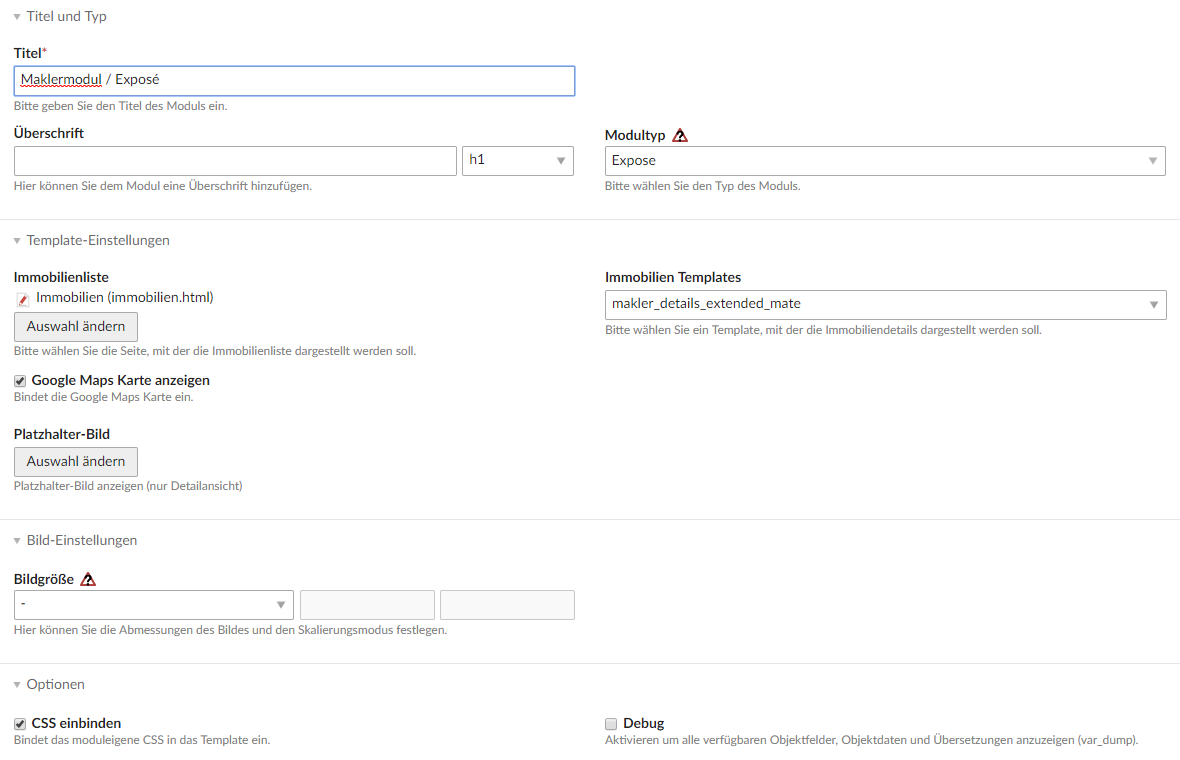 Titel und Typ
Titel*
Maklermodul / Exposé
Bitte geben Sie den Titel des Moduls ein.
Überschrift
Modultyp
h1
Expose
Hier können Sie dem Modul eine Überschrift hinzufügen.
Bitte wählen Sie den Typ des Moduls.
Template-Einstellungen
Immobilienliste
Immobilien Templates
Immobilien (immobilien.html)
makler_details_extended_mate
Auswahl ändern
Bitte wählen Sie ein Template, mit der die Immobiliendetails dargestellt werden soll.
Bitte wählen Sie die Seite, mit der die Immobilienliste dargestellt werden soll.
Google Maps Karte anzeigen
Bindet die Google Maps Karte ein.
Platzhalter-Bild
Auswahl ändern
Platzhalter-Bild anzeigen (nur Detailansicht)
Bild-Einstellungen
Bildgröße
-
Hier können Sie die Abmessungen des Bildes und den Skalierungsmodus festlegen.
Optionen
CSS einbinden
Debug
Bindet das moduleigene CSS in das Template ein.
Aktivieren um alle verfügbaren Objektfelder, Objektdaten und Übersetzungen anzuzeigen (var_dump).